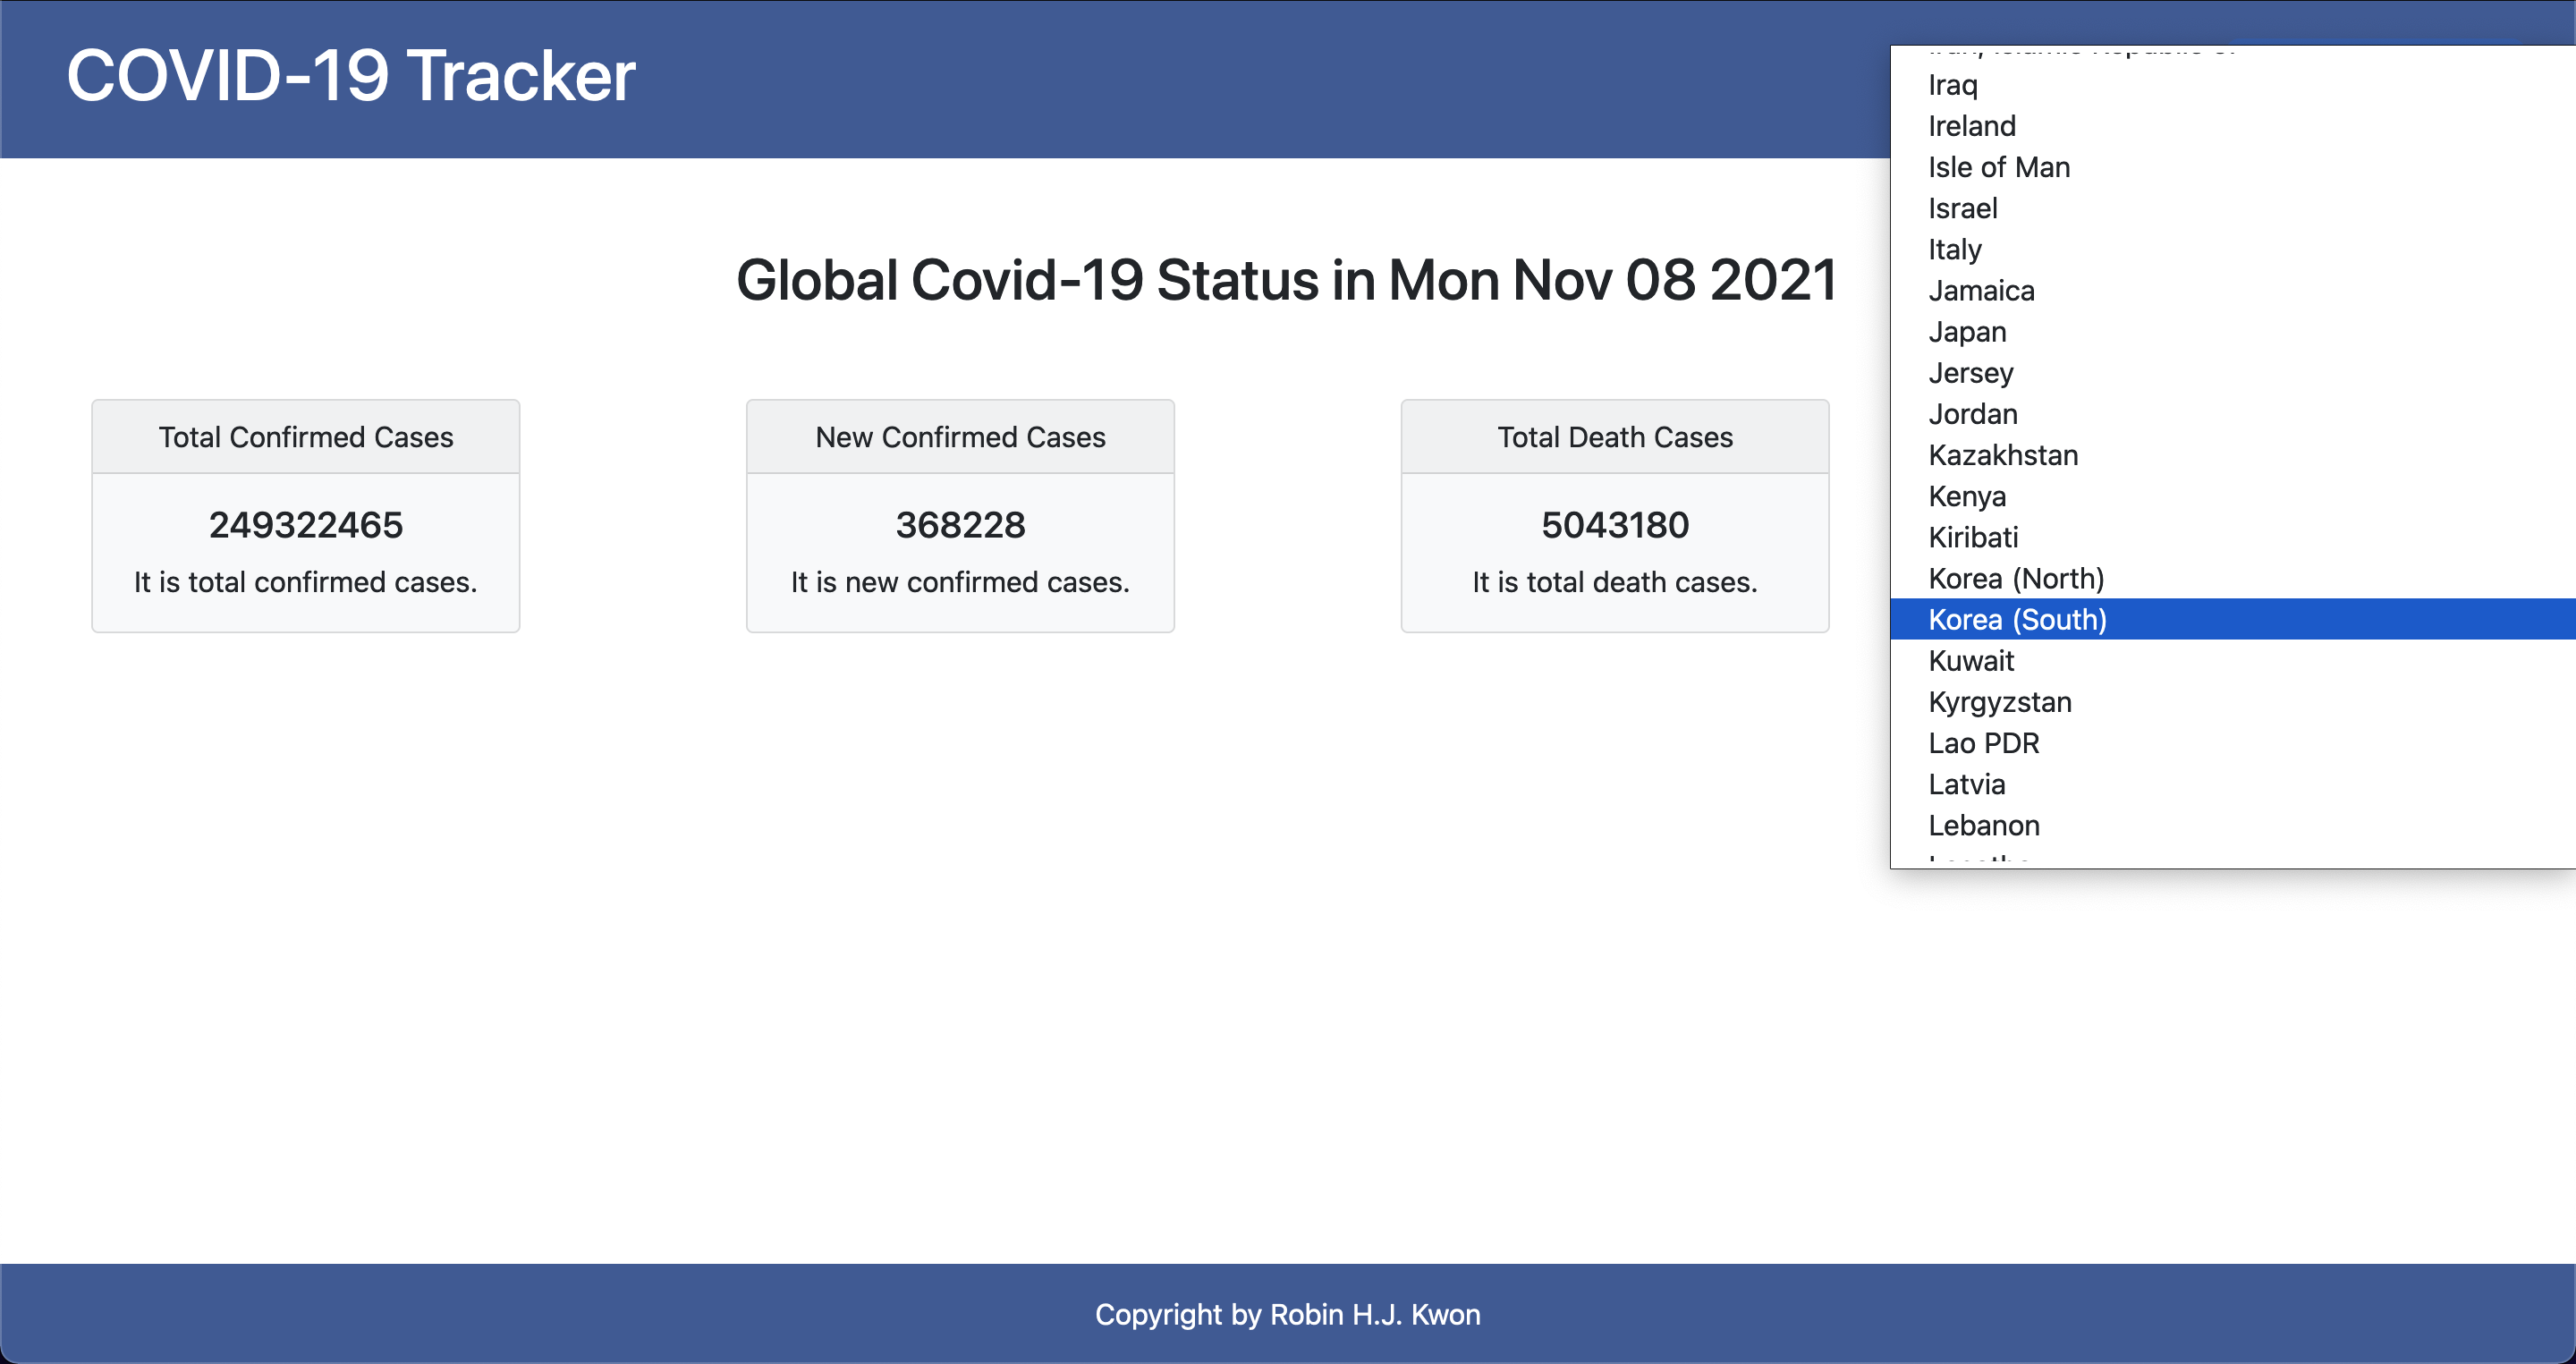 COVID-19 Tracker
Global Covid-19 Status in Mon Nov 08 2021
Total Confirmed Cases
249322465
It is total confirmed cases.
New Confirmed Cases
368228
It is new confirmed cases.
Total Death Cases
5043180
It is total death cases.
Iraq
Ireland
Isle of Man
Israel
Italy
Jamaica
Japan
Jersey
Jordan
Kazakhstan
Kenya
Kiribati
Korea (North)
Korea (South)
Kuwait
Kyrgyzstan
Lao PDR
Latvia
Lebanon
Copyright by Robin H.J. Kwon